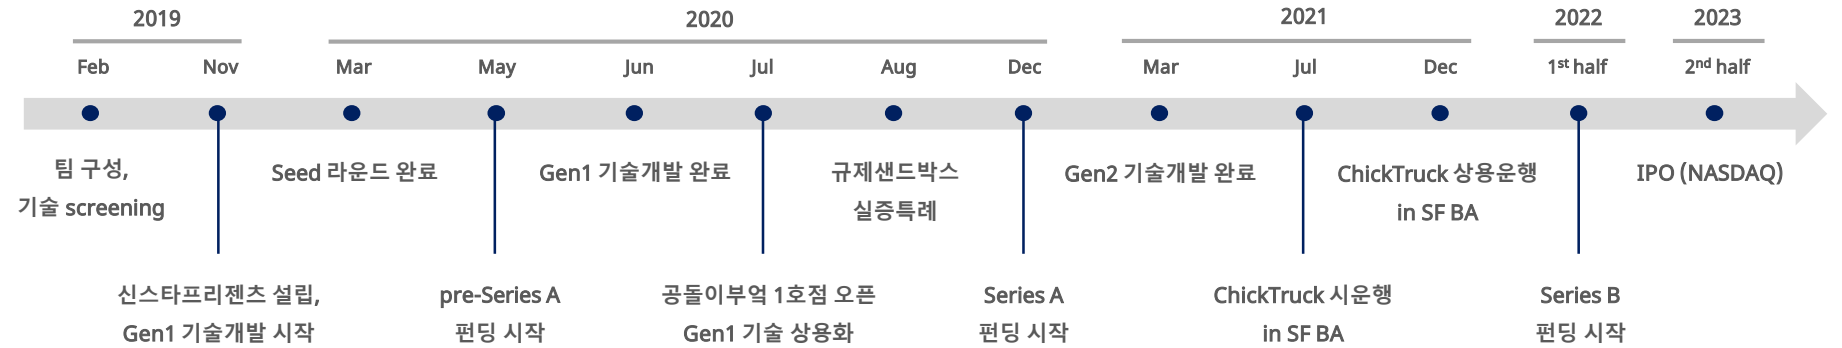 2019
2020
2021
2022
2023
Feb
Nov
Mar
May
Jun
Jul
Aug
Dec
Mar
Jul
Dec
1st half
2nd half
팀 구성,
기술 screening
Seed 라운드 완료
Gen1 기술개발 완료
규제샌드박스
실증특례
Gen2 기술개발 완료
ChickTruck 상용운행
in SF BA
IPO (NASDAQ)
신스타프리젠츠 설립,
Gen1 기술개발 시작
pre-Series A
펀딩 시작
공돌이부엌 1호점 오픈
Gen1 기술 상용화
Series A
펀딩 시작
ChickTruck 시운행
in SF BA
Series B
펀딩 시작